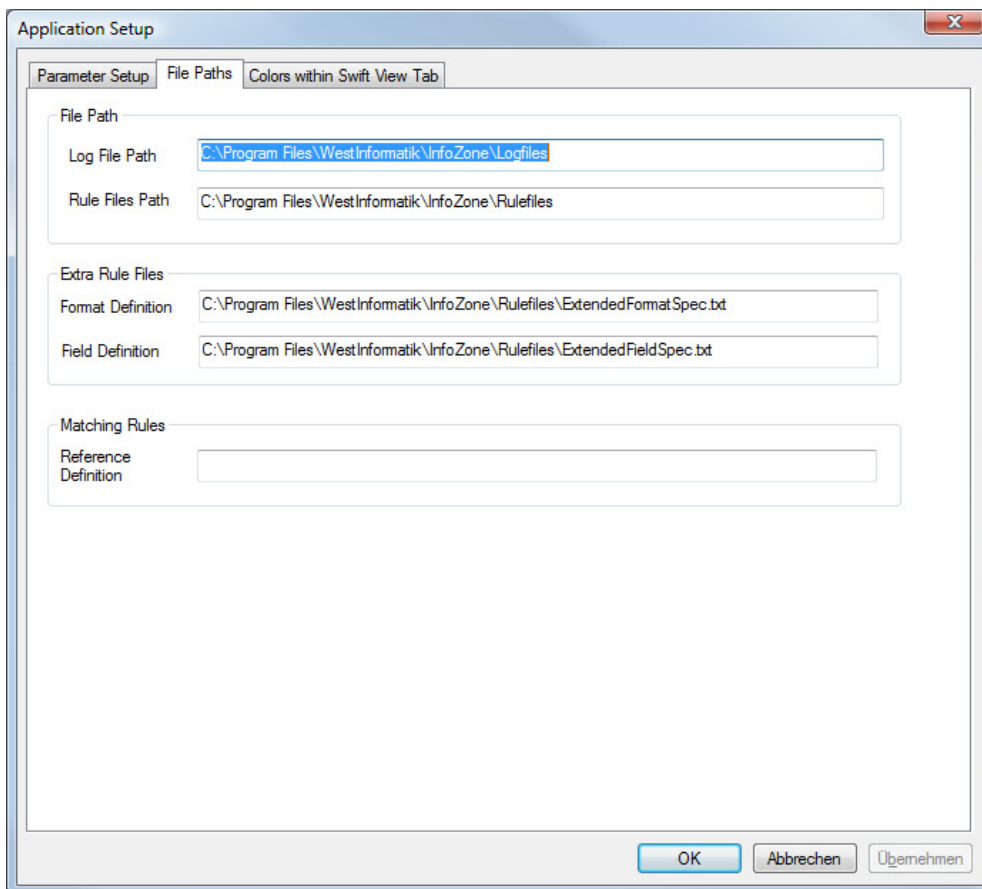 Application Setup
Parameter Setup
File Paths
Colors within Swift View Tab
File Path
Log File Path
C:\Program Files\WestInformatik\InfoZone\Logfiles
Rule Files Path
C:\Program Files\WestInformatik\InfoZone\Rulefiles
Extra Rule Files
Format Definition
C:\Program Files\WestInformatik\InfoZone\Rulefiles\ExtendedFormatSpec.txt
Field Definition
C:\Program Files\WestInformatik\InfoZone\Rulefiles\ExtendedFieldSpec.txt
Matching Rules
Reference
Definition
OK
Abbrechen
Übernehmen